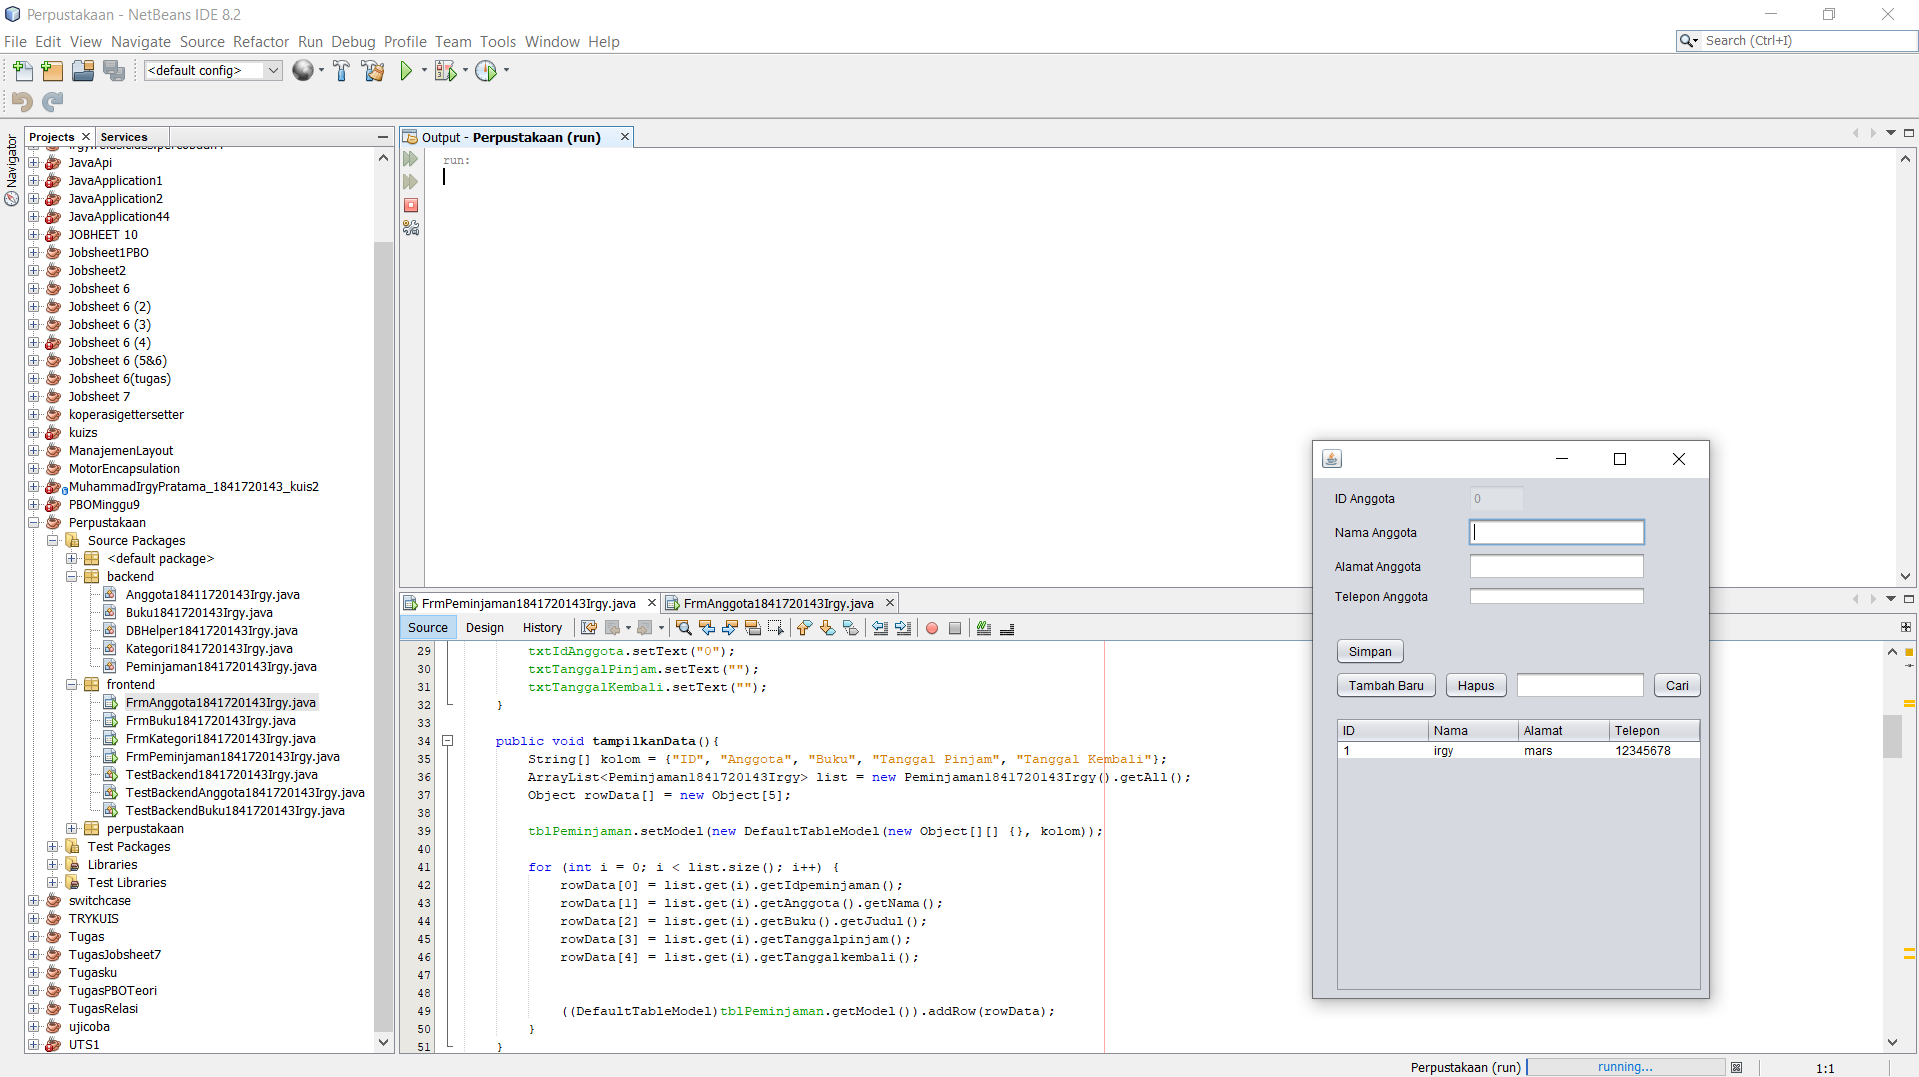 Perpustakaan - NetBeans IDE 8.2
File Edit View Navigate Source Refactor Run Debug Profile Team Tools Window Help
Search (Ctrl+I)
<default config>
Navigator
Projects
Services
JavaApi
JavaApplication1
JavaApplication2
JavaApplication44
JOBHEET 10
Jobsheet1PBO
Jobsheet2
Jobsheet 6
Jobsheet 6 (2)
Jobsheet 6 (3)
Jobsheet 6 (4)
Jobsheet 6 (5&6)
Jobsheet 6(tugas)
Jobsheet 7
koperasigettersetter
kuizs
ManajemenLayout
MotorEncapsulation
MuhammadIrgyPratama_1841720143_kuis2
PBOMinggu9
Perpustakaan
Source Packages
<default package>
backend
Anggota18411720143Irgy.java
Buku1841720143Irgy.java
DBHelper1841720143Irgy.java
Kategori1841720143Irgy.java
Peminjaman1841720143Irgy.java
frontend
FrmAnggota1841720143Irgy.java
FrmBuku1841720143Irgy.java
FrmKategori1841720143Irgy.java
FrmPeminjaman1841720143Irgy.java
TestBackend1841720143Irgy.java
TestBackendAnggota1841720143Irgy.java
TestBackendBuku1841720143Irgy.java
perpustakaan
Test Packages
Libraries
Test Libraries
switchcase
TRYKUIS
Tugas
TugasJobsheet7
Tugasku
TugasPBOTeori
TugasRelasi
ujicoba
UTS1
Output - Perpustakaan (run)
run:
FrmPeminjaman1841720143Irgy.java
FrmAnggota1841720143Irgy.java
Source Design History
29 txtIdAnggota.setText("0");
30 txtTanggalPinjam.setText("");
31 txtTanggalKembali.setText("");
32 }
33
34 public void tampilkanData(){
35 String[] kolom = {"ID", "Anggota", "Buku", "Tanggal Pinjam", "Tanggal Kembali"};
36 ArrayList<Peminjaman1841720143Irgy> list = new Peminjaman1841720143Irgy().getAll();
37 Object rowData[] = new Object[5];
38
39 tblPeminjaman.setModel(new DefaultTableModel(new Object[][] {}, kolom));
40
41 for (int i = 0; i < list.size(); i++) {
42 rowData[0] = list.get(i).getIdpeminjaman();
43 rowData[1] = list.get(i).getAnggota().getNama();
44 rowData[2] = list.get(i).getBuku().getJudul();
45 rowData[3] = list.get(i).getTanggalpinjam();
46 rowData[4] = list.get(i).getTanggalkembali();
47
48
49 ((DefaultTableModel)tblPeminjaman.getModel()).addRow(rowData);
50 }
51 }
ID Anggota 0
Nama Anggota
Alamat Anggota
Telepon Anggota
Simpan
Tambah Baru Hapus Cari
ID Nama Alamat Telepon
1 irgy mars 12345678
Perpustakaan (run) running... 1:1